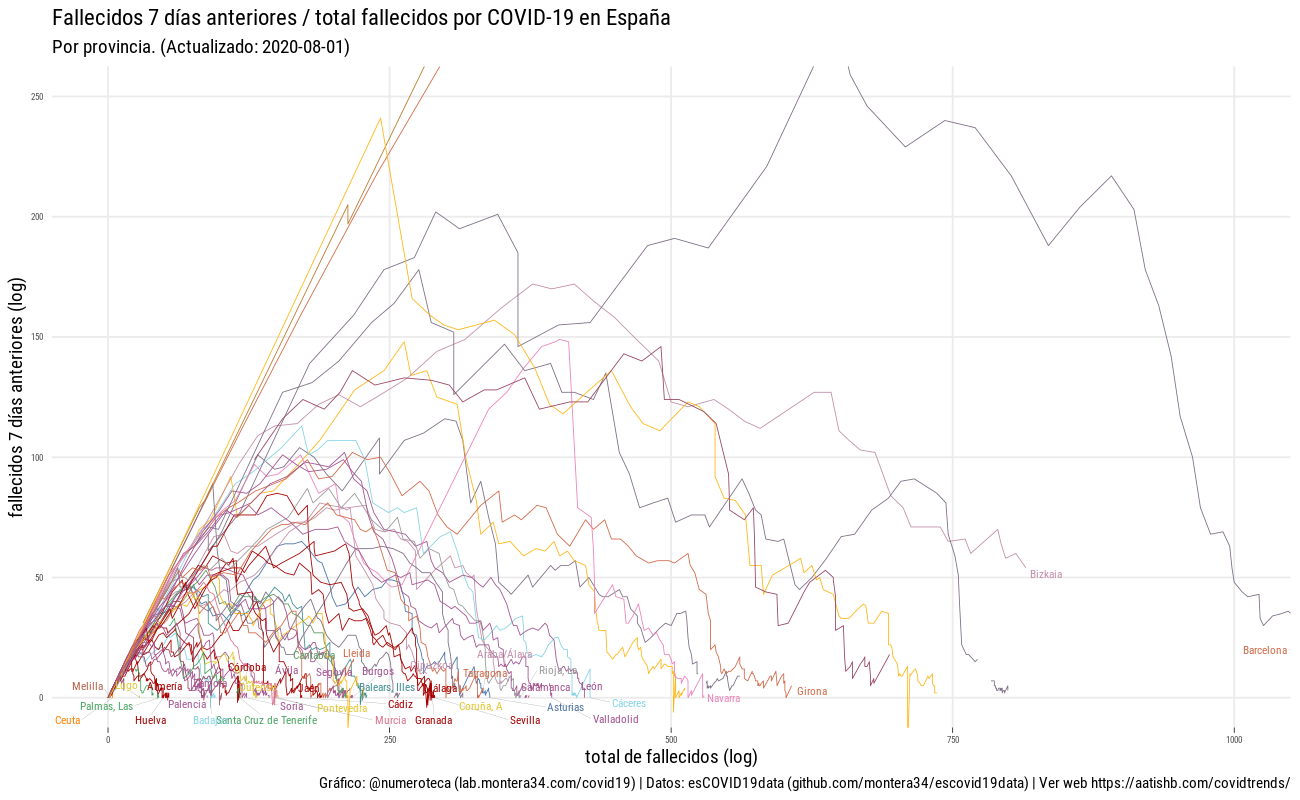 Fallecidos 7 días anteriores / total fallecidos por COVID-19 en España
Por provincia. (Actualizado: 2020-08-01)
fallecidos 7 días anteriores (log)
250
200
150
100
50
0
Bizkaia
Barcelona
Cantabria
Lleida
Araba/Álava
Córdoba
Ávila
Segovia
Burgos
Tarragona
Rioja, La
Melilla
Lugo
Almería
Jaén
Balears, Illes
Málaga
Salamanca
León
Girona
Navarra
Palmas, Las
Palencia
Soria
Pontevedra
Cádiz
Coruña, A
Asturias
Cáceres
Ceuta
Huelva
Santa Cruz de Tenerife
Murcia
Granada
Sevilla
Valladolid
0
250
500
750
1000
total de fallecidos (log)
Gráfico: @numeroteca (lab.montera34.com/covid19) | Datos: esCOVID19data (github.com/montera34/escovid19data) | Ver web https://aatishb.com/covidtrends/